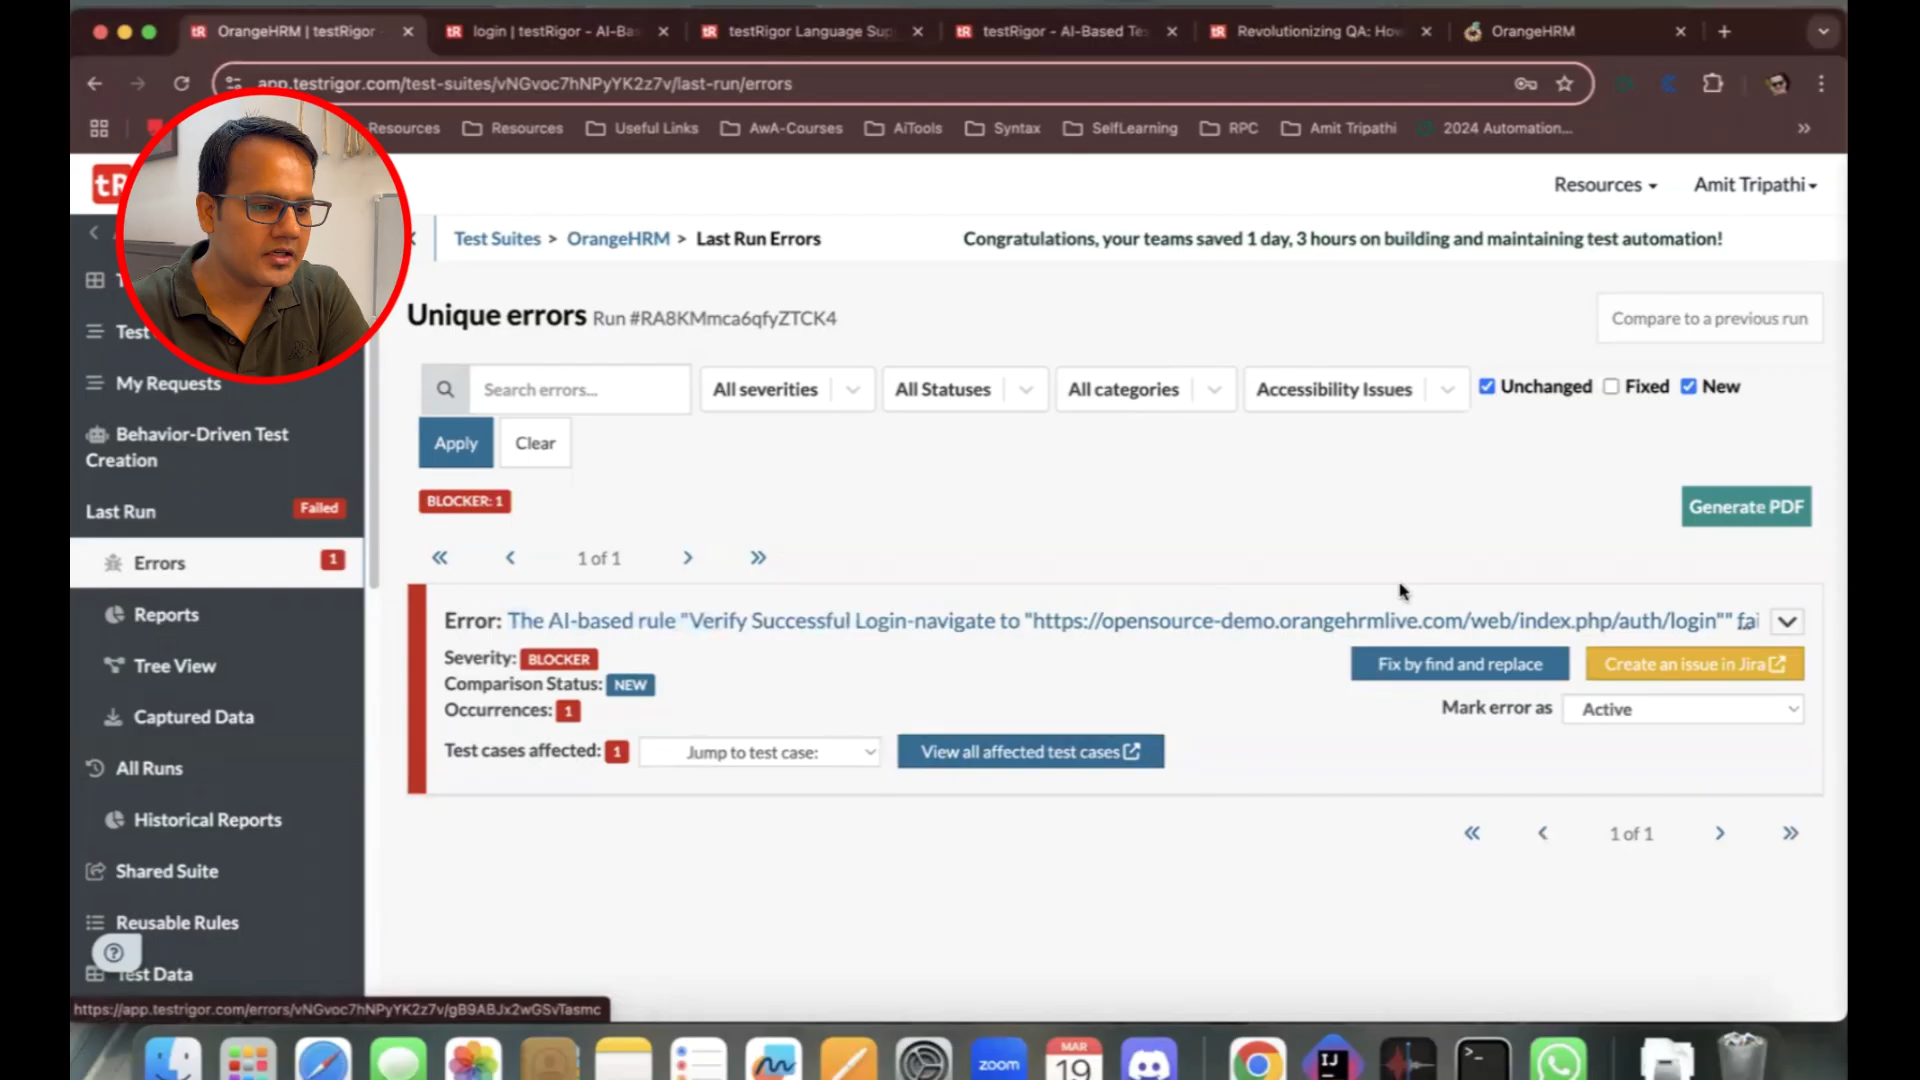 OrangeHRM | testRigor
login | testRigor - AI-Ba
testRigor Language Sup
testRigor - AI-Based Te
Revolutionizing QA: How
OrangeHRM
app.testrigor.com/test-suites/vNGvoc7hNPyYK2z7v/last-run/errors
Resources
Resources
Useful Links
AwA-Courses
AiTools
Syntax
SelfLearning
RPC
Amit Tripathi
2024 Automation...
tR
Resources
Amit Tripathi
Test Suites > OrangeHRM > Last Run Errors
Congratulations, your teams saved 1 day, 3 hours on building and maintaining test automation!
Test
My Requests
Behavior-Driven Test
Creation
Last Run Failed
Errors 1
Reports
Tree View
Captured Data
All Runs
Historical Reports
Shared Suite
Reusable Rules
Test Data
Unique errors Run #RA8KMmca6qfyZTCK4
Compare to a previous run
Search errors...
All severities
All Statuses
All categories
Accessibility Issues
Unchanged
Fixed
New
Apply
Clear
BLOCKER: 1
Generate PDF
1 of 1
Error: The AI-based rule "Verify Successful Login-navigate to "https://opensource-demo.orangehrmlive.com/web/index.php/auth/login"" fai
Severity: BLOCKER
Comparison Status: NEW
Occurrences: 1
Fix by find and replace
Create an issue in Jira
Mark error as Active
Test cases affected: 1
Jump to test case:
View all affected test cases
1 of 1
https://app.testrigor.com/errors/vNGvoc7hNPyYK2z7v/gB9ABJx2wGSvTasmc
zoom
MAR
19
IJ